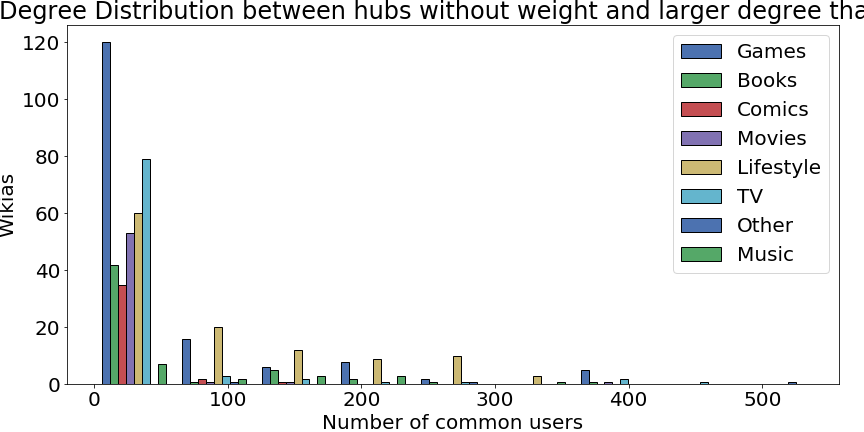 Degree Distribution between hubs without weight and larger degree tha
Wikias
120
100
80
60
40
20
0
Games
Books
Comics
Movies
Lifestyle
TV
Other
Music
0 100 200 300 400 500
Number of common users